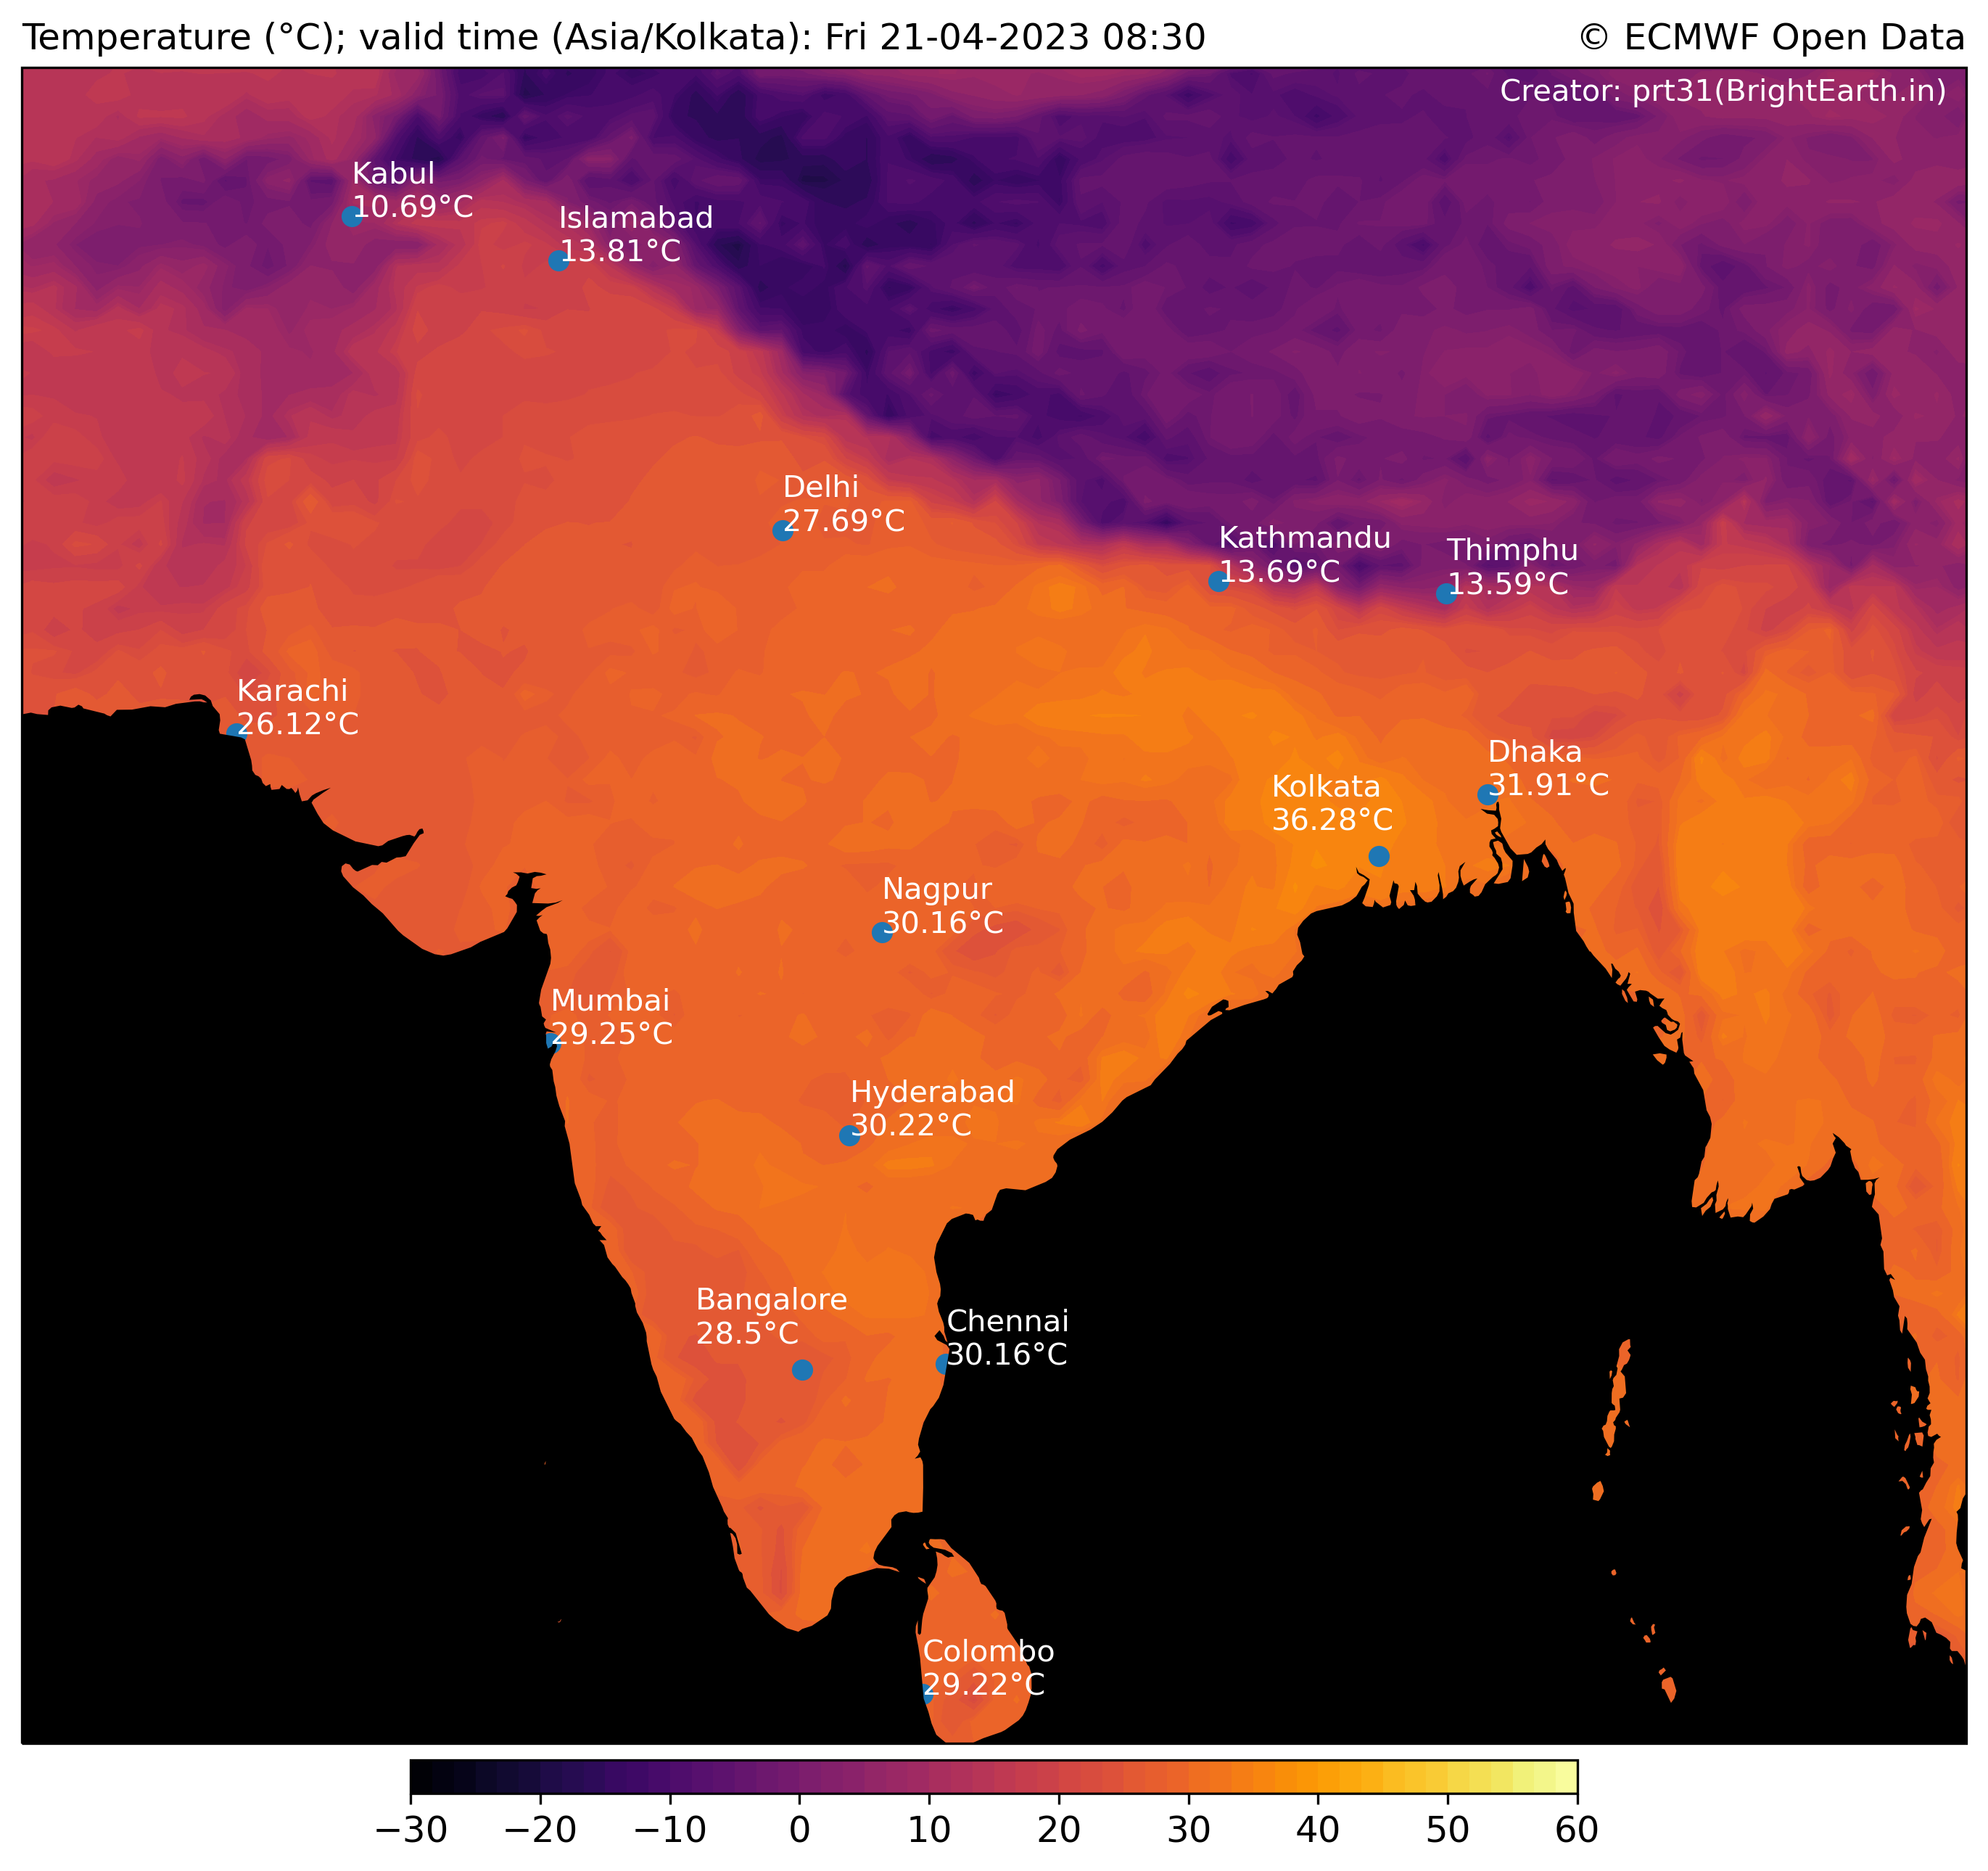 Temperature (°C); valid time (Asia/Kolkata): Fri 21-04-2023 08:30
© ECMWF Open Data
Creator: prt31(BrightEarth.in)
Kabul
10.69°C
Islamabad
13.81°C
Delhi
27.69°C
Kathmandu
13.69°C
Thimphu
13.59°C
Karachi
26.12°C
Dhaka
31.91°C
Kolkata
36.28°C
Nagpur
30.16°C
Mumbai
29.25°C
Hyderabad
30.22°C
Bangalore
28.5°C
Chennai
30.16°C
Colombo
29.22°C
−30 −20 −10 0 10 20 30 40 50 60